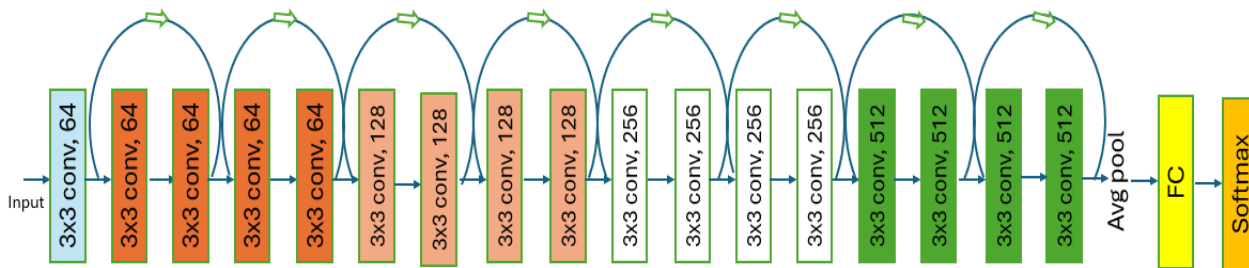 Input
3x3 conv, 64
3x3 conv, 64
3x3 conv, 64
3x3 conv, 64
3x3 conv, 64
3x3 conv, 128
3x3 conv, 128
3x3 conv, 128
3x3 conv, 128
3x3 conv, 256
3x3 conv, 256
3x3 conv, 256
3x3 conv, 256
3x3 conv, 512
3x3 conv, 512
3x3 conv, 512
3x3 conv, 512
Avg pool
FC
Softmax